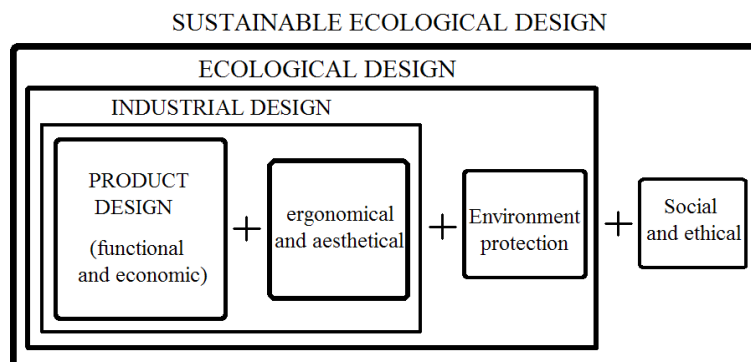 SUSTAINABLE ECOLOGICAL DESIGN
ECOLOGICAL DESIGN
INDUSTRIAL DESIGN
PRODUCT
DESIGN
(functional
and economic)
+
ergonomical
and aesthetical
+
Environment
protection
+
Social
and ethical